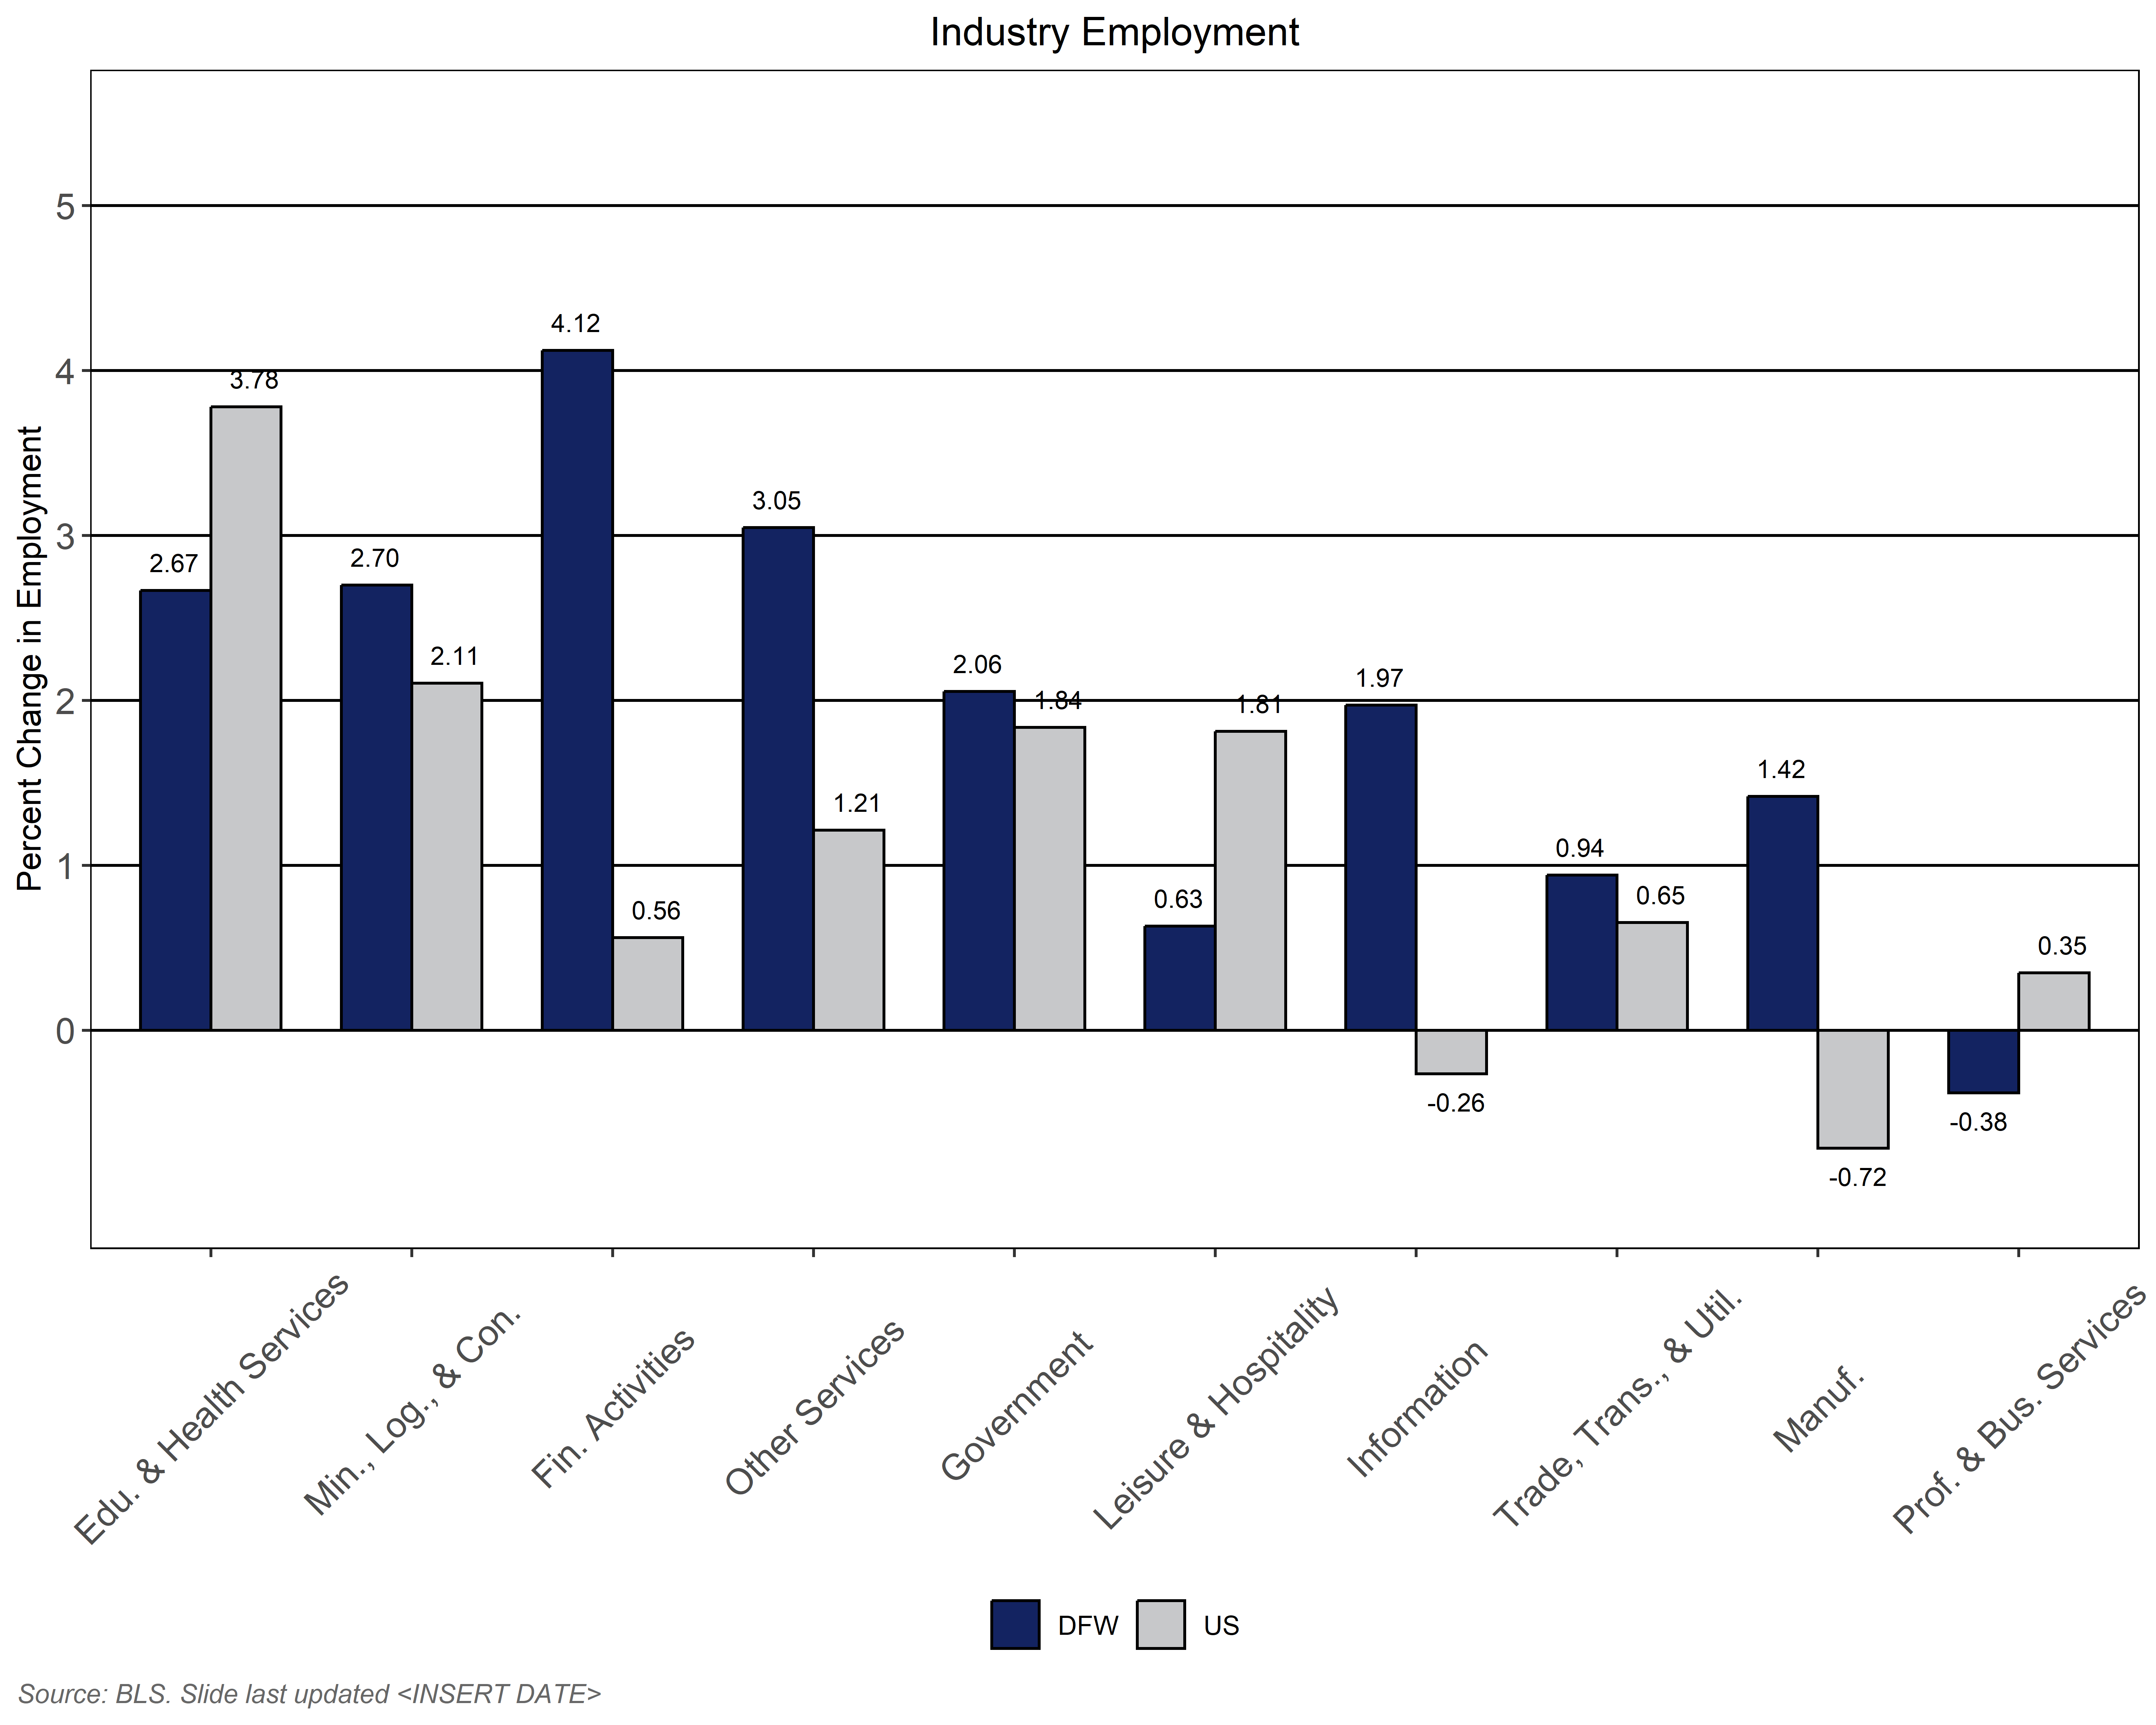 Industry Employment
Percent Change in Employment
5
4
3
2
1
0
2.67
3.78
2.70
2.11
4.12
0.56
3.05
1.21
2.06
1.84
0.63
1.81
1.97
-0.26
0.94
0.65
1.42
-0.72
-0.38
0.35
Edu. & Health Services
Min., Log., & Con.
Fin. Activities
Other Services
Government
Leisure & Hospitality
Information
Trade, Trans., & Util.
Manuf.
Prof. & Bus. Services
DFW
US
Source: BLS. Slide last updated <INSERT DATE>